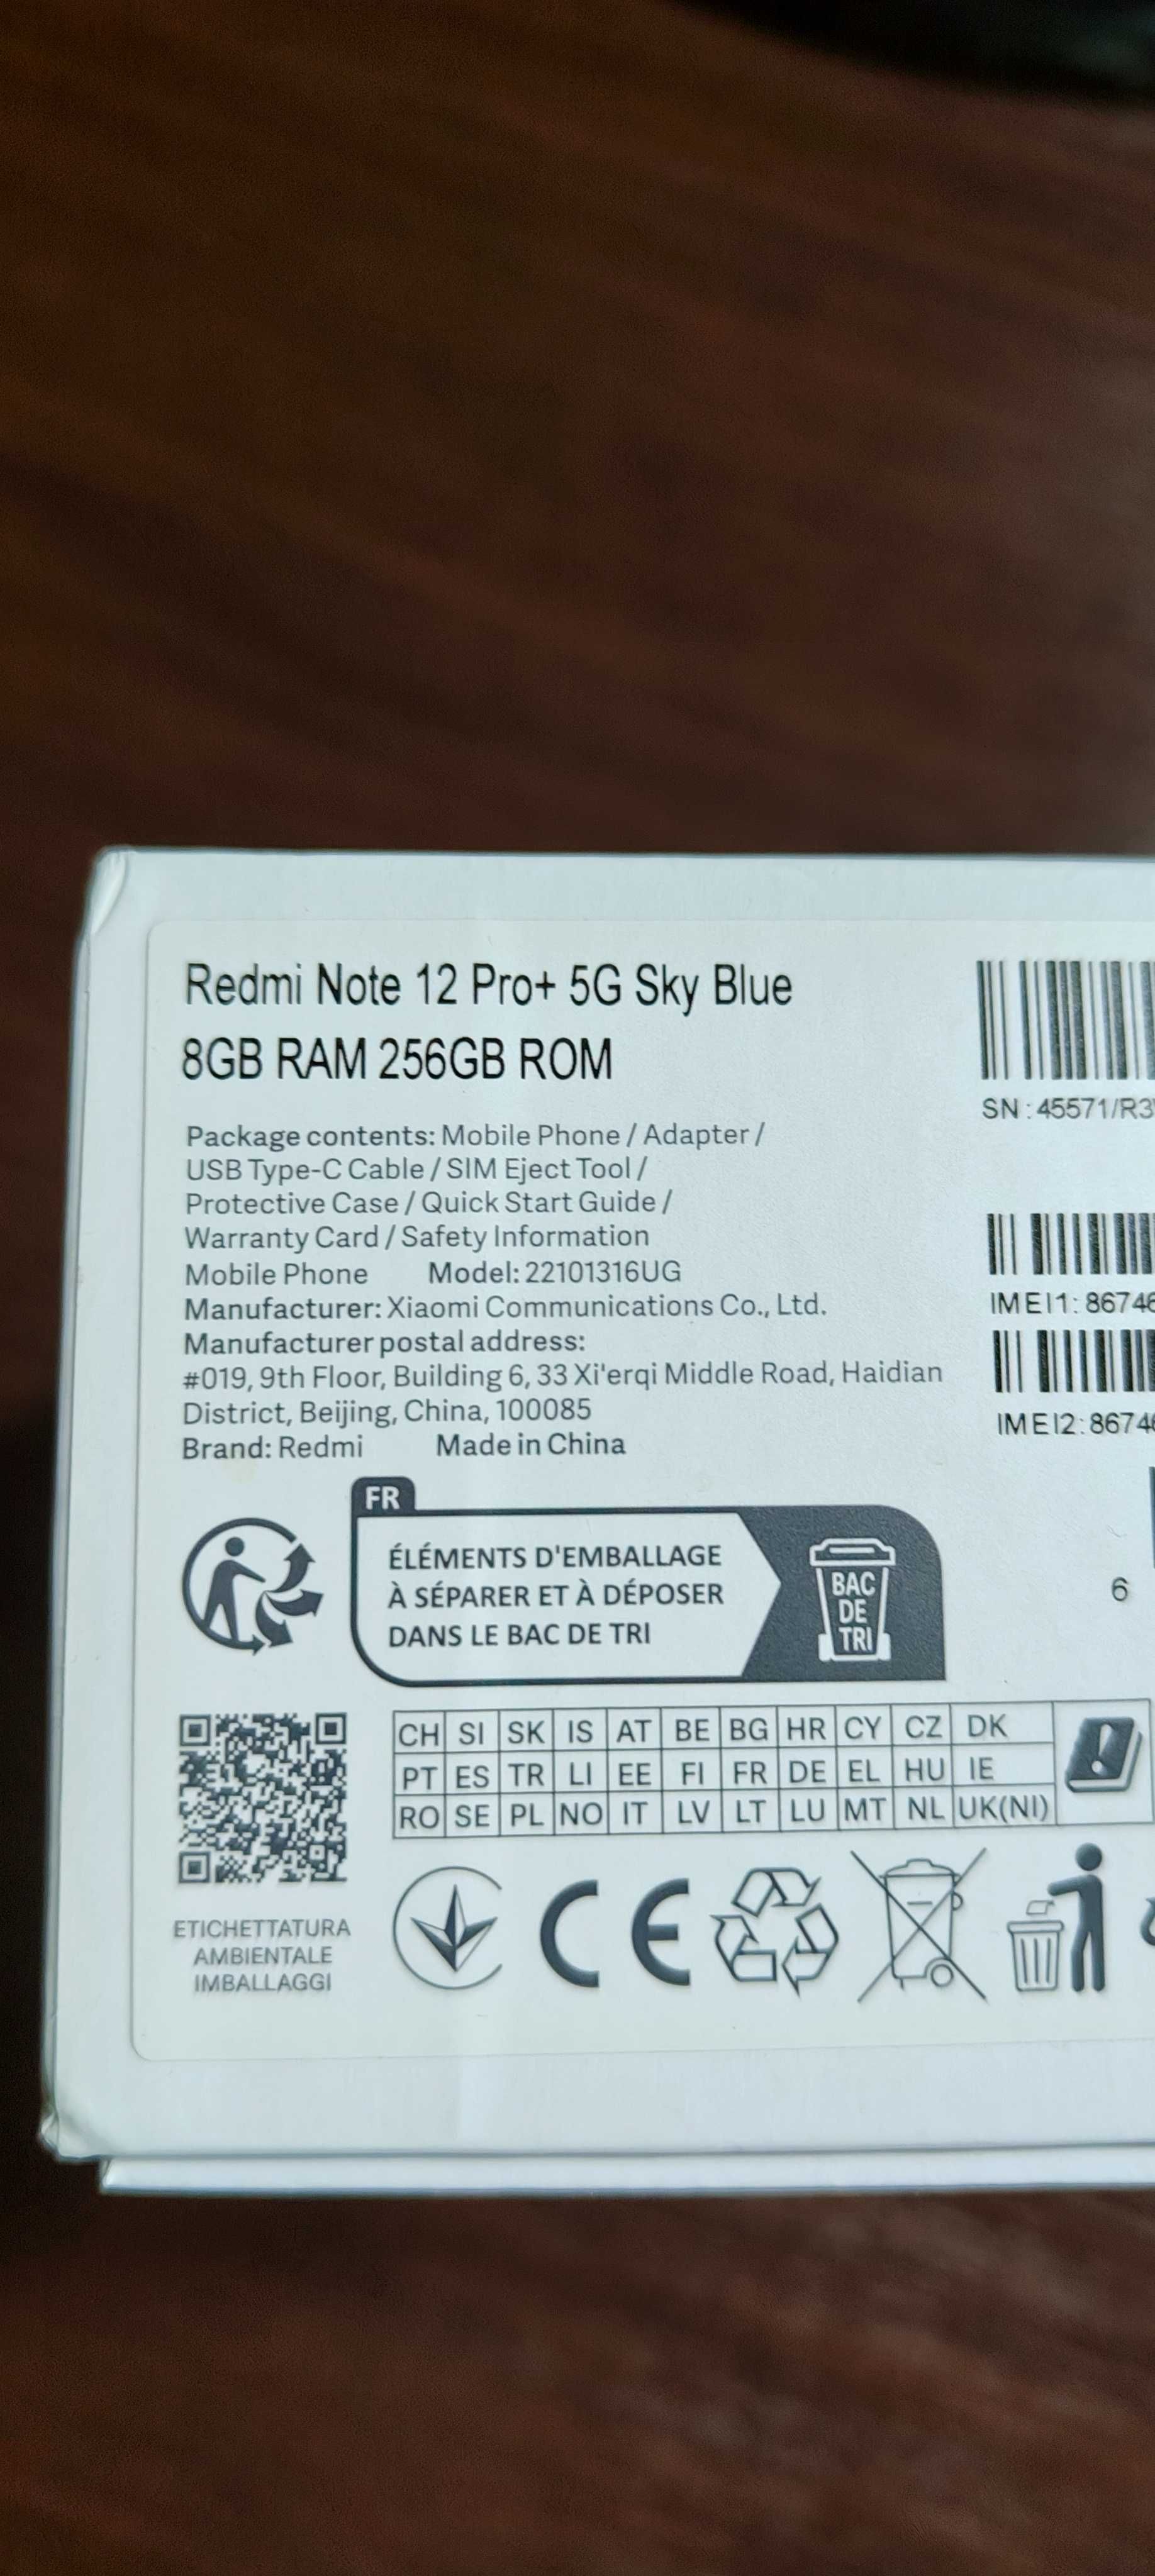 Redmi Note 12 Pro+ 5G Sky Blue
8GB RAM 256GB ROM
Package contents: Mobile Phone / Adapter /
USB Type-C Cable / SIM Eject Tool /
Protective Case / Quick Start Guide /
Warranty Card / Safety Information
Mobile Phone Model: 22101316UG
Manufacturer: Xiaomi Communications Co., Ltd.
Manufacturer postal address:
#019, 9th Floor, Building 6, 33 Xi'erqi Middle Road, Haidian
District, Beijing, China, 100085
Brand: Redmi Made in China
SN: 45571/R3
IMEI1: 86746
IMEI2: 86746
6
FR
ÉLÉMENTS D'EMBALLAGE
À SÉPARER ET À DÉPOSER
DANS LE BAC DE TRI
BAC
DE
TRI
CH SI SK IS AT BE BG HR CY CZ DK
PT ES TR LI EE FI FR DE EL HU IE
RO SE PL NO IT LV LT LU MT NL UK(NI)
ETICHETTATURA
AMBIENTALE
IMBALLAGGI
CE